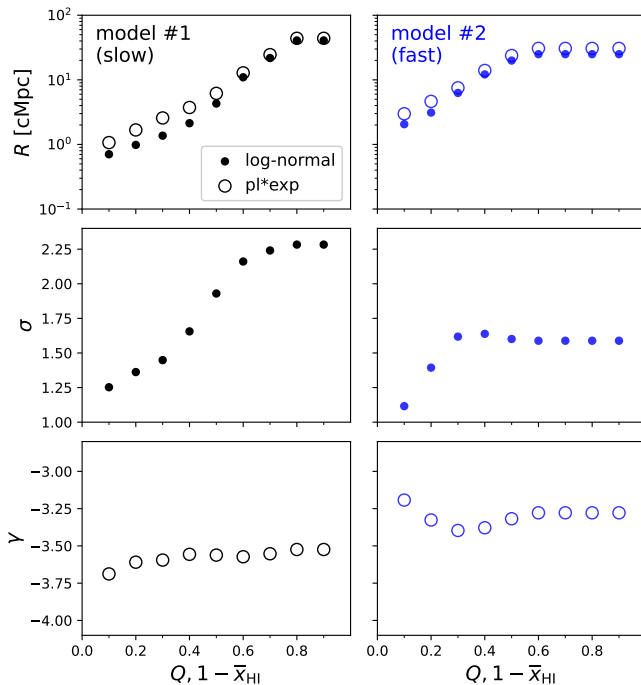 model #1
(slow)
model #2
(fast)
10²
10¹
10⁰
10⁻¹
R [cMpc]
log-normal
pl*exp
2.25
2.00
1.75
1.50
1.25
1.00
σ
−3.00
−3.25
−3.50
−3.75
−4.00
γ
0.0 0.2 0.4 0.6 0.8
0.0 0.2 0.4 0.6 0.8
Q, 1 − x̅HI
Q, 1 − x̅HI